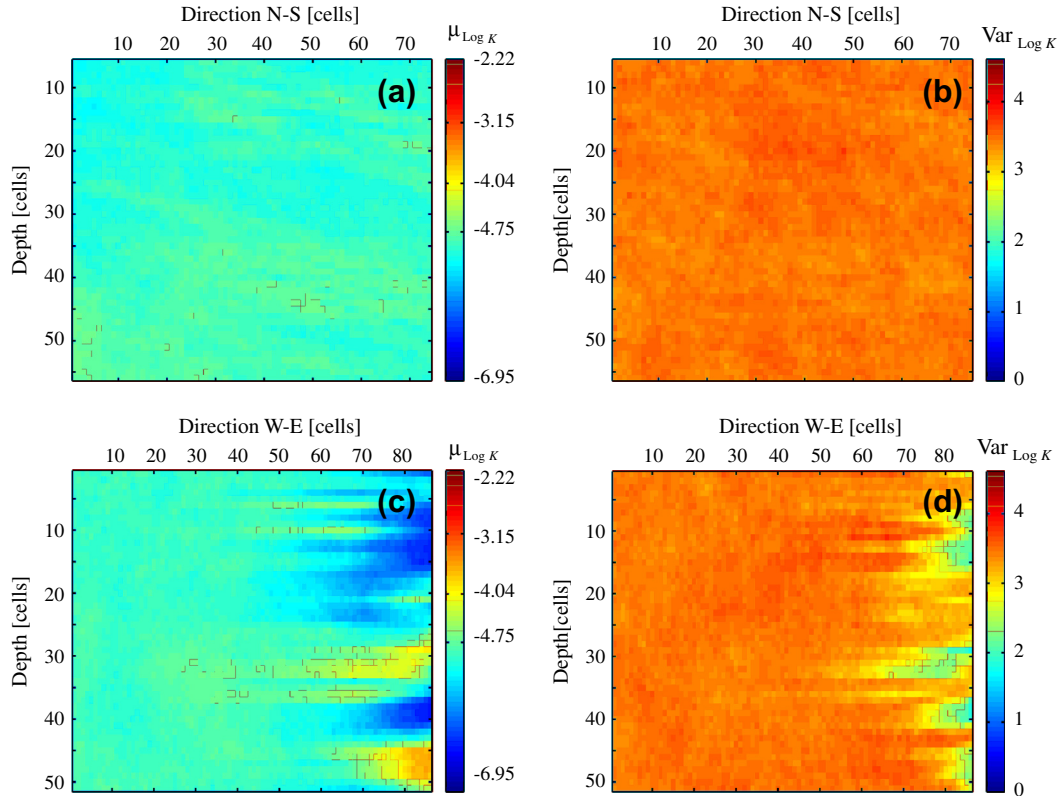 Direction N-S [cells]
10 20 30 40 50 60 70
μ Log K
Depth [cells]
10
20
30
40
50
(a)
-2.22
-3.15
-4.04
-4.75
-6.95
Direction N-S [cells]
10 20 30 40 50 60 70
Var Log K
Depth[cells]
10
20
30
40
50
(b)
4
3
2
1
0
Direction W-E [cells]
10 20 30 40 50 60 70 80
μ Log K
Depth [cells]
10
20
30
40
50
(c)
-2.22
-3.15
-4.04
-4.75
-6.95
Direction W-E [cells]
10 20 30 40 50 60 70 80
Var Log K
Depth[cells]
10
20
30
40
50
(d)
4
3
2
1
0